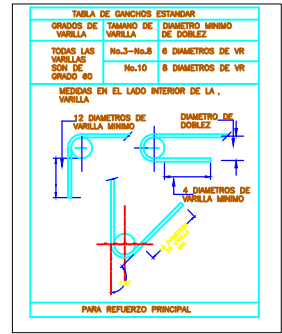 TABLA DE GANCHOS ESTANDAR
GRADOS DE VARILLA
TAMANO DE VARILLA
DIAMETRO MINIMO DE DOBLEZ
TODAS LAS VARILLAS SON DE GRADO 60
No.3-No.8
6 DIAMETROS DE VR
No.10
8 DIAMETROS DE VR
MEDIDAS EN EL LADO INTERIOR DE LA .
VARILLA
12 DIAMETROS DE
VARILLA MINIMO
DIAMETRO DE
DOBLEZ
4 DIAMETROS DE
VARILLA MINIMO
PARA REFUERZO PRINCIPAL